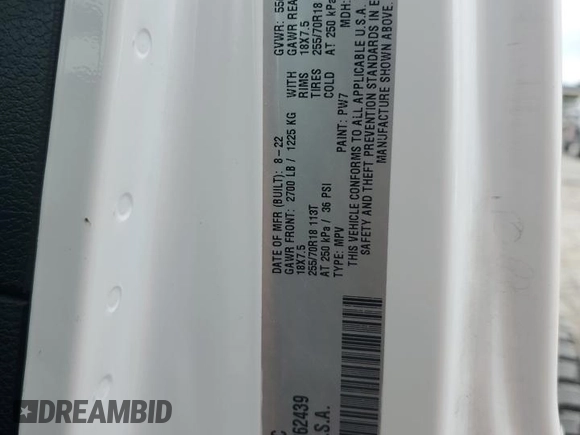 DATE OF MFR (BUILT): 8-22 GVWR: 550
GAWR FRONT: 2700 LB / 1225 KG WITH GAWR REA
18X7.5 RIMS 18X7.5
255/70R18 113T TIRES 255/70R18
AT 250 kPa / 36 PSI COLD AT 250 kPa
TYPE: MPV PAINT: PW7 MDH:
THIS VEHICLE CONFORMS TO ALL APPLICABLE U.S.A.
SAFETY AND THEFT PREVENTION STANDARDS IN E
MANUFACTURE SHOWN ABOVE.
62439
.S.A.
DREAMBID